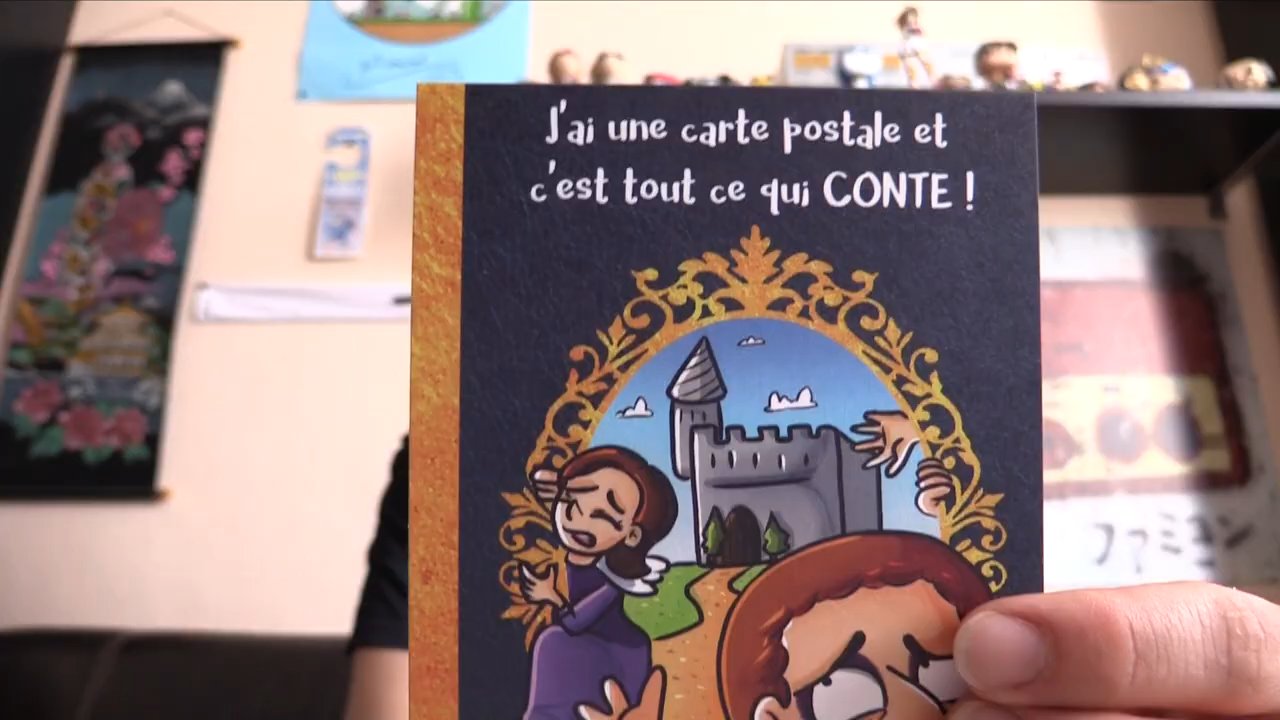 J'ai une carte postale et
c'est tout ce qui CONTE !
ファミコン